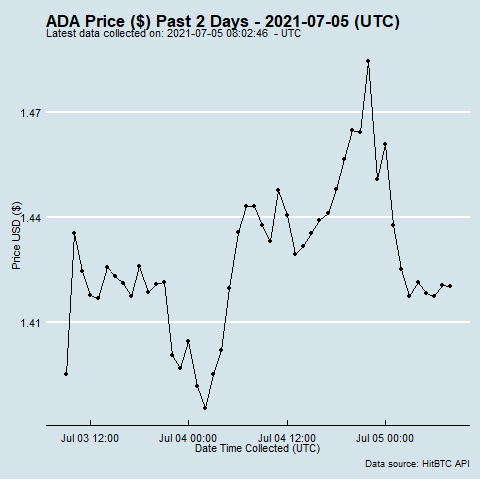 ADA Price ($) Past 2 Days - 2021-07-05 (UTC)
Latest data collected on: 2021-07-05 08:02:46  - UTC
1.47
1.44
1.41
Price USD ($)
Jul 03 12:00
Jul 04 00:00
Jul 04 12:00
Jul 05 00:00
Date Time Collected (UTC)
Data source: HitBTC API